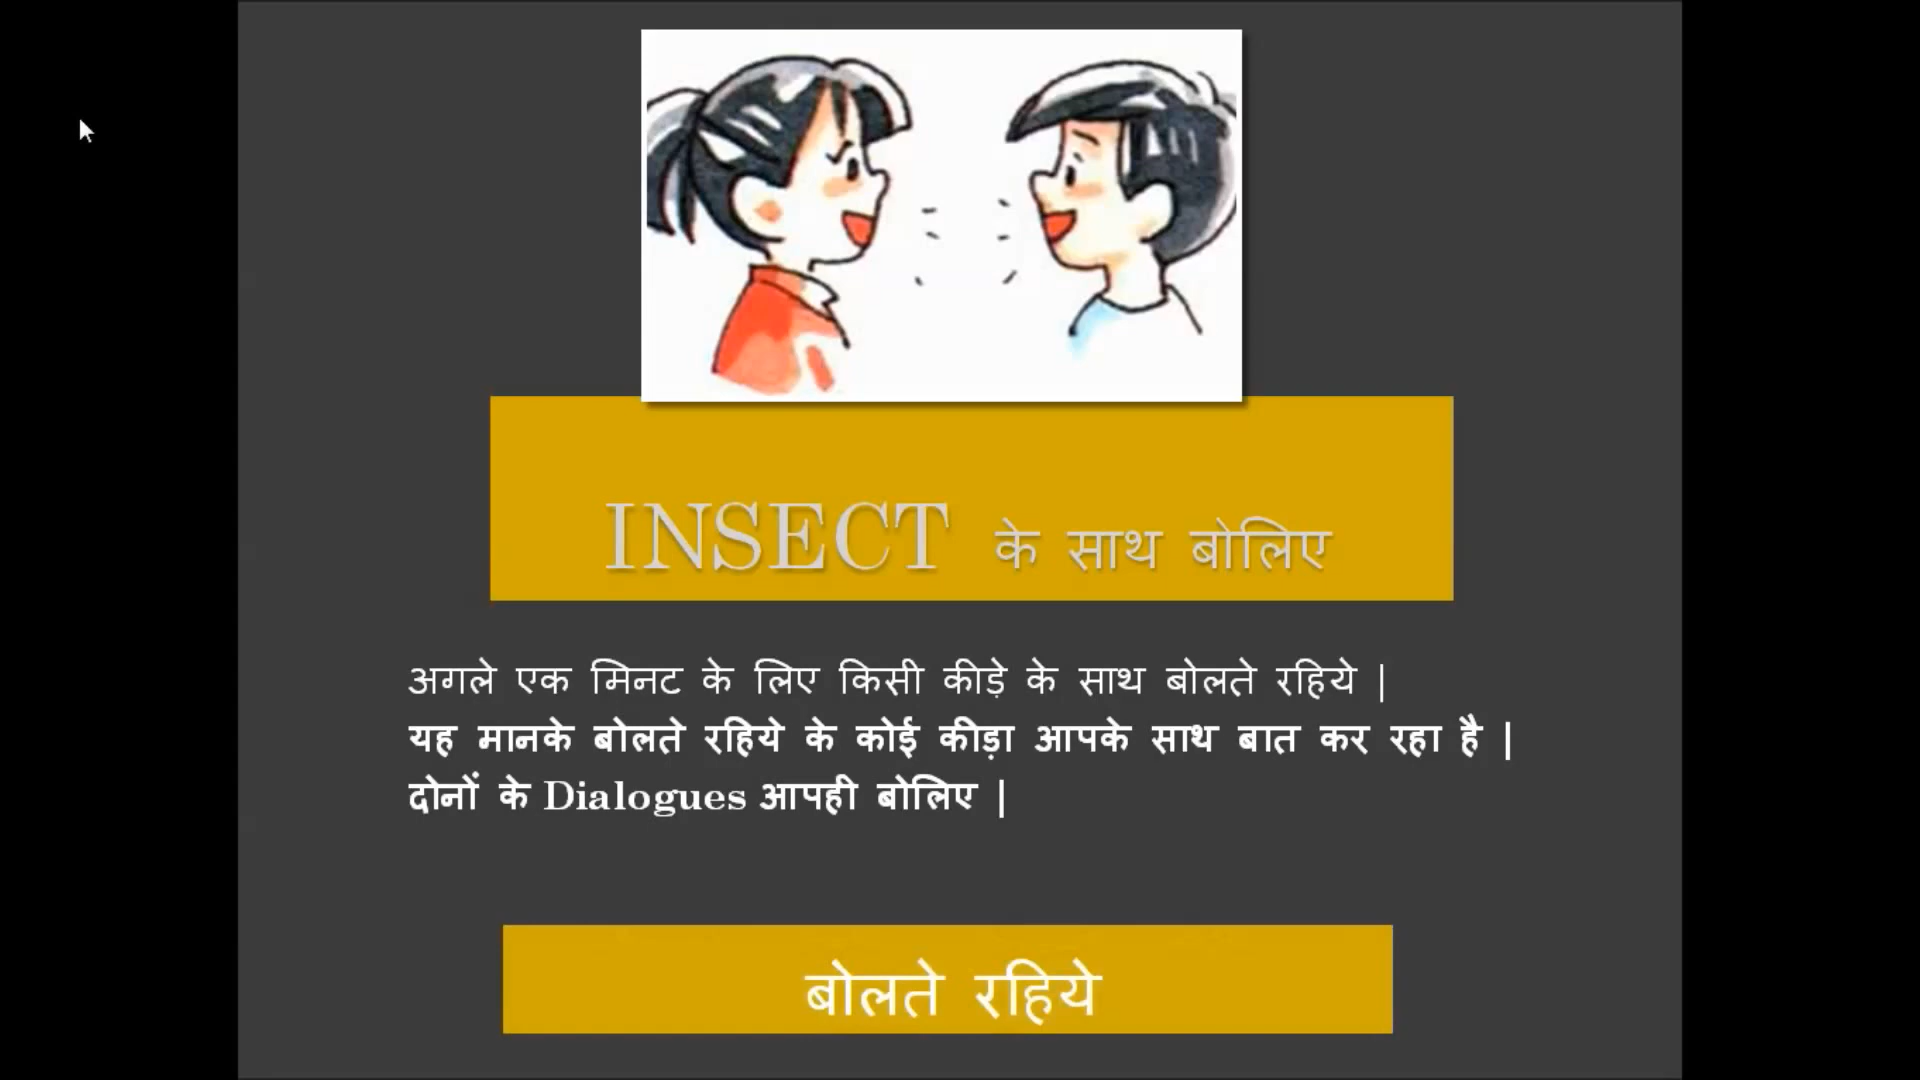 INSECT के साथ बोलिए
अगले एक मिनट के लिए किसी कीड़े के साथ बोलते रहिये |
यह मानके बोलते रहिये के कोई कीड़ा आपके साथ बात कर रहा है |
दोनों के Dialogues आपही बोलिए |
बोलते रहिये